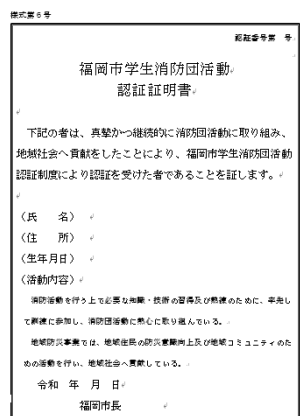 様式第6号
認証番号第　号
福岡市学生消防団活動
認証証明書
下記の者は、真摯かつ継続的に消防団活動に取り組み、
地域社会へ貢献をしたことにより、福岡市学生消防団活動
認証制度により認証を受けた者であることを証します。
（氏　　名）
（住　　所）
（生年月日）
（活動内容）
消防活動を行う上で必要な知識・技術の習得及び熟練のために、率先し
て訓練に参加し、消防団活動に熱心に取り組んでいる。
地域防災事業では、地域住民の防災意識向上及び地域コミュニティのた
めの活動を行い、地域社会へ貢献している。
令和　年　月　日
福岡市長